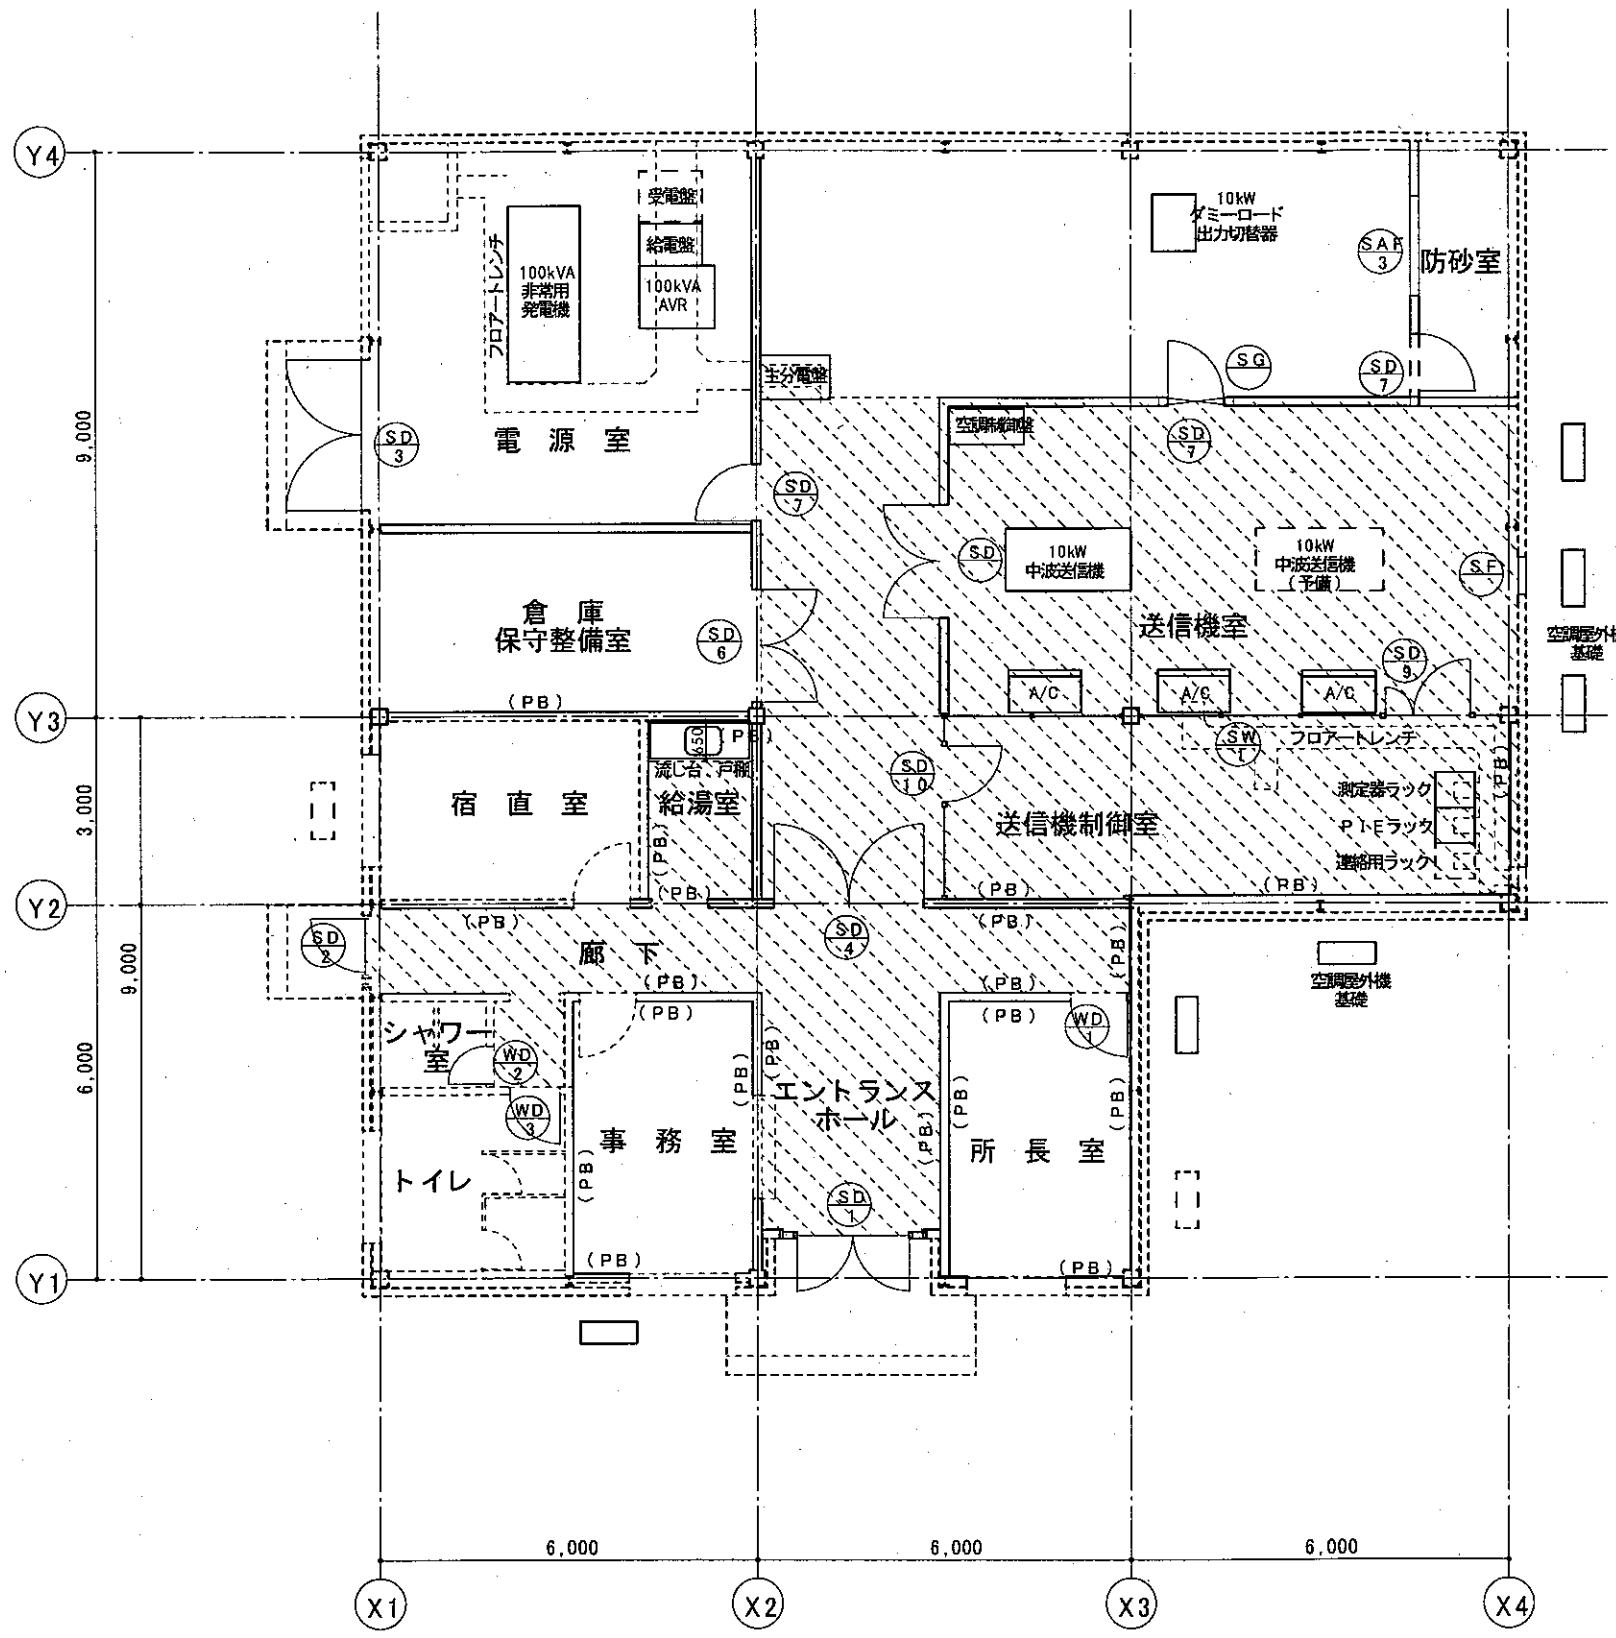 Y4
受電盤
給電盤
100kVA
AVR
フロアートレンチ
100kVA
非常用
発電機
10kW
ダミーロード
出力切替器
SAF
3
防砂室
SG
SD
7
主分電盤
空調制御盤
SD
7
9,000
SD
3
電源室
SD
7
SD
10kW
中波送信機
10kW
中波送信機
(予備)
SF
倉庫
保守整備室
SD
6
送信機室
空調屋外機
基礎
SD
9
A/C
A/C
A/C
(PB)
Y3
650
(PB)
流し台、戸棚
SW
1
フロアートレンチ
(PB)
SD
10
3,000
宿直室
給湯室
(PB)
送信機制御室
測定器ラック
PIEラック
連絡用ラック
(PB)
(PB)
(PB)
Y2
(PB)
(PB)
SD
2
SD
4
廊下
(PB)
9,000
(PB)
(PB)
空調屋外機
基礎
(PB)
(PB)
シャワー
室
WD
1
WD
2
(PB)
(PB)
6,000
エントランス
ホール
(PB)
(PB)
WD
3
事務室
(PB)
所長室
トイレ
(PB)
SD
1
(PB)
(PB)
Y1
6,000
6,000
6,000
X1
X2
X3
X4